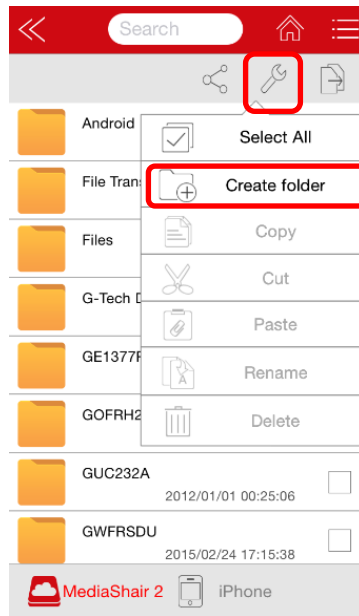 Search
Android
Select All
File Tran
Create folder
Files
Copy
Cut
G-Tech D
Paste
GE1377F
Rename
GOFRH2
Delete
GUC232A
2012/01/01 00:25:06
GWFRSDU
2015/02/24 17:15:38
MediaShair 2
iPhone